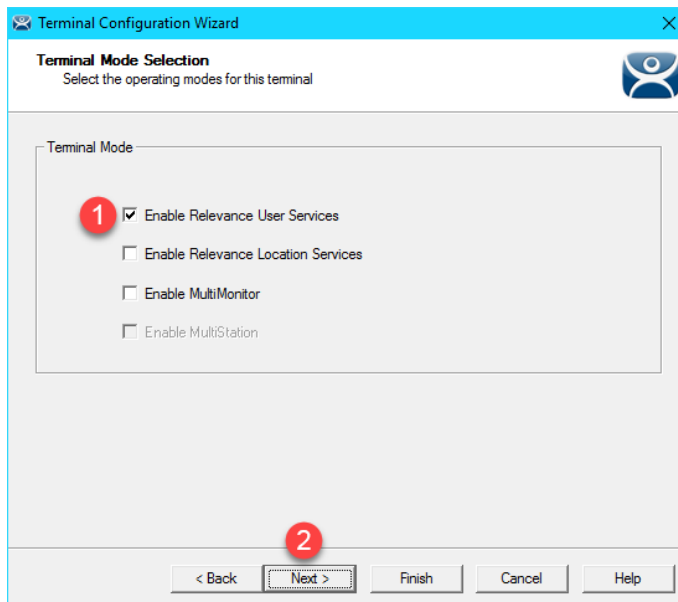 Terminal Configuration Wizard
Terminal Mode Selection
Select the operating modes for this terminal
Terminal Mode
1 Enable Relevance User Services
Enable Relevance Location Services
Enable MultiMonitor
Enable MultiStation
2
< Back Next > Finish Cancel Help